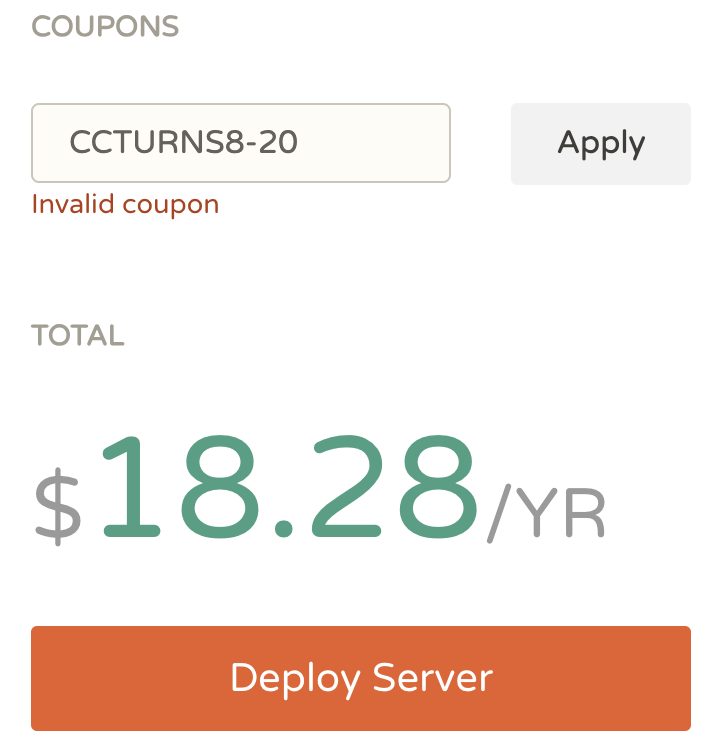 COUPONS
CCTURNS8-20
Apply
Invalid coupon
TOTAL
$18.28/YR
Deploy Server